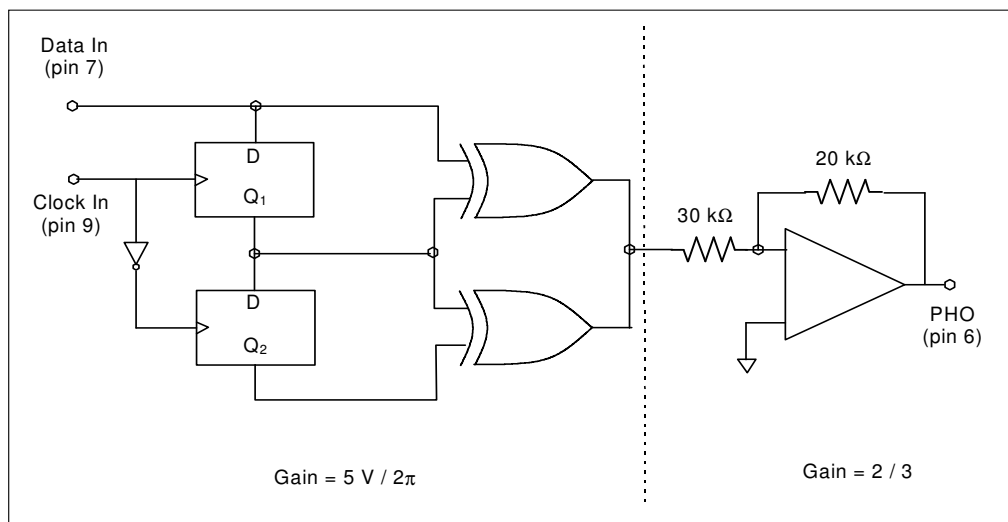 Data In
(pin 7)
Clock In
(pin 9)
D
Q₁
D
Q₂
30 kΩ
20 kΩ
PHO
(pin 6)
Gain = 5 V / 2π
Gain = 2 / 3